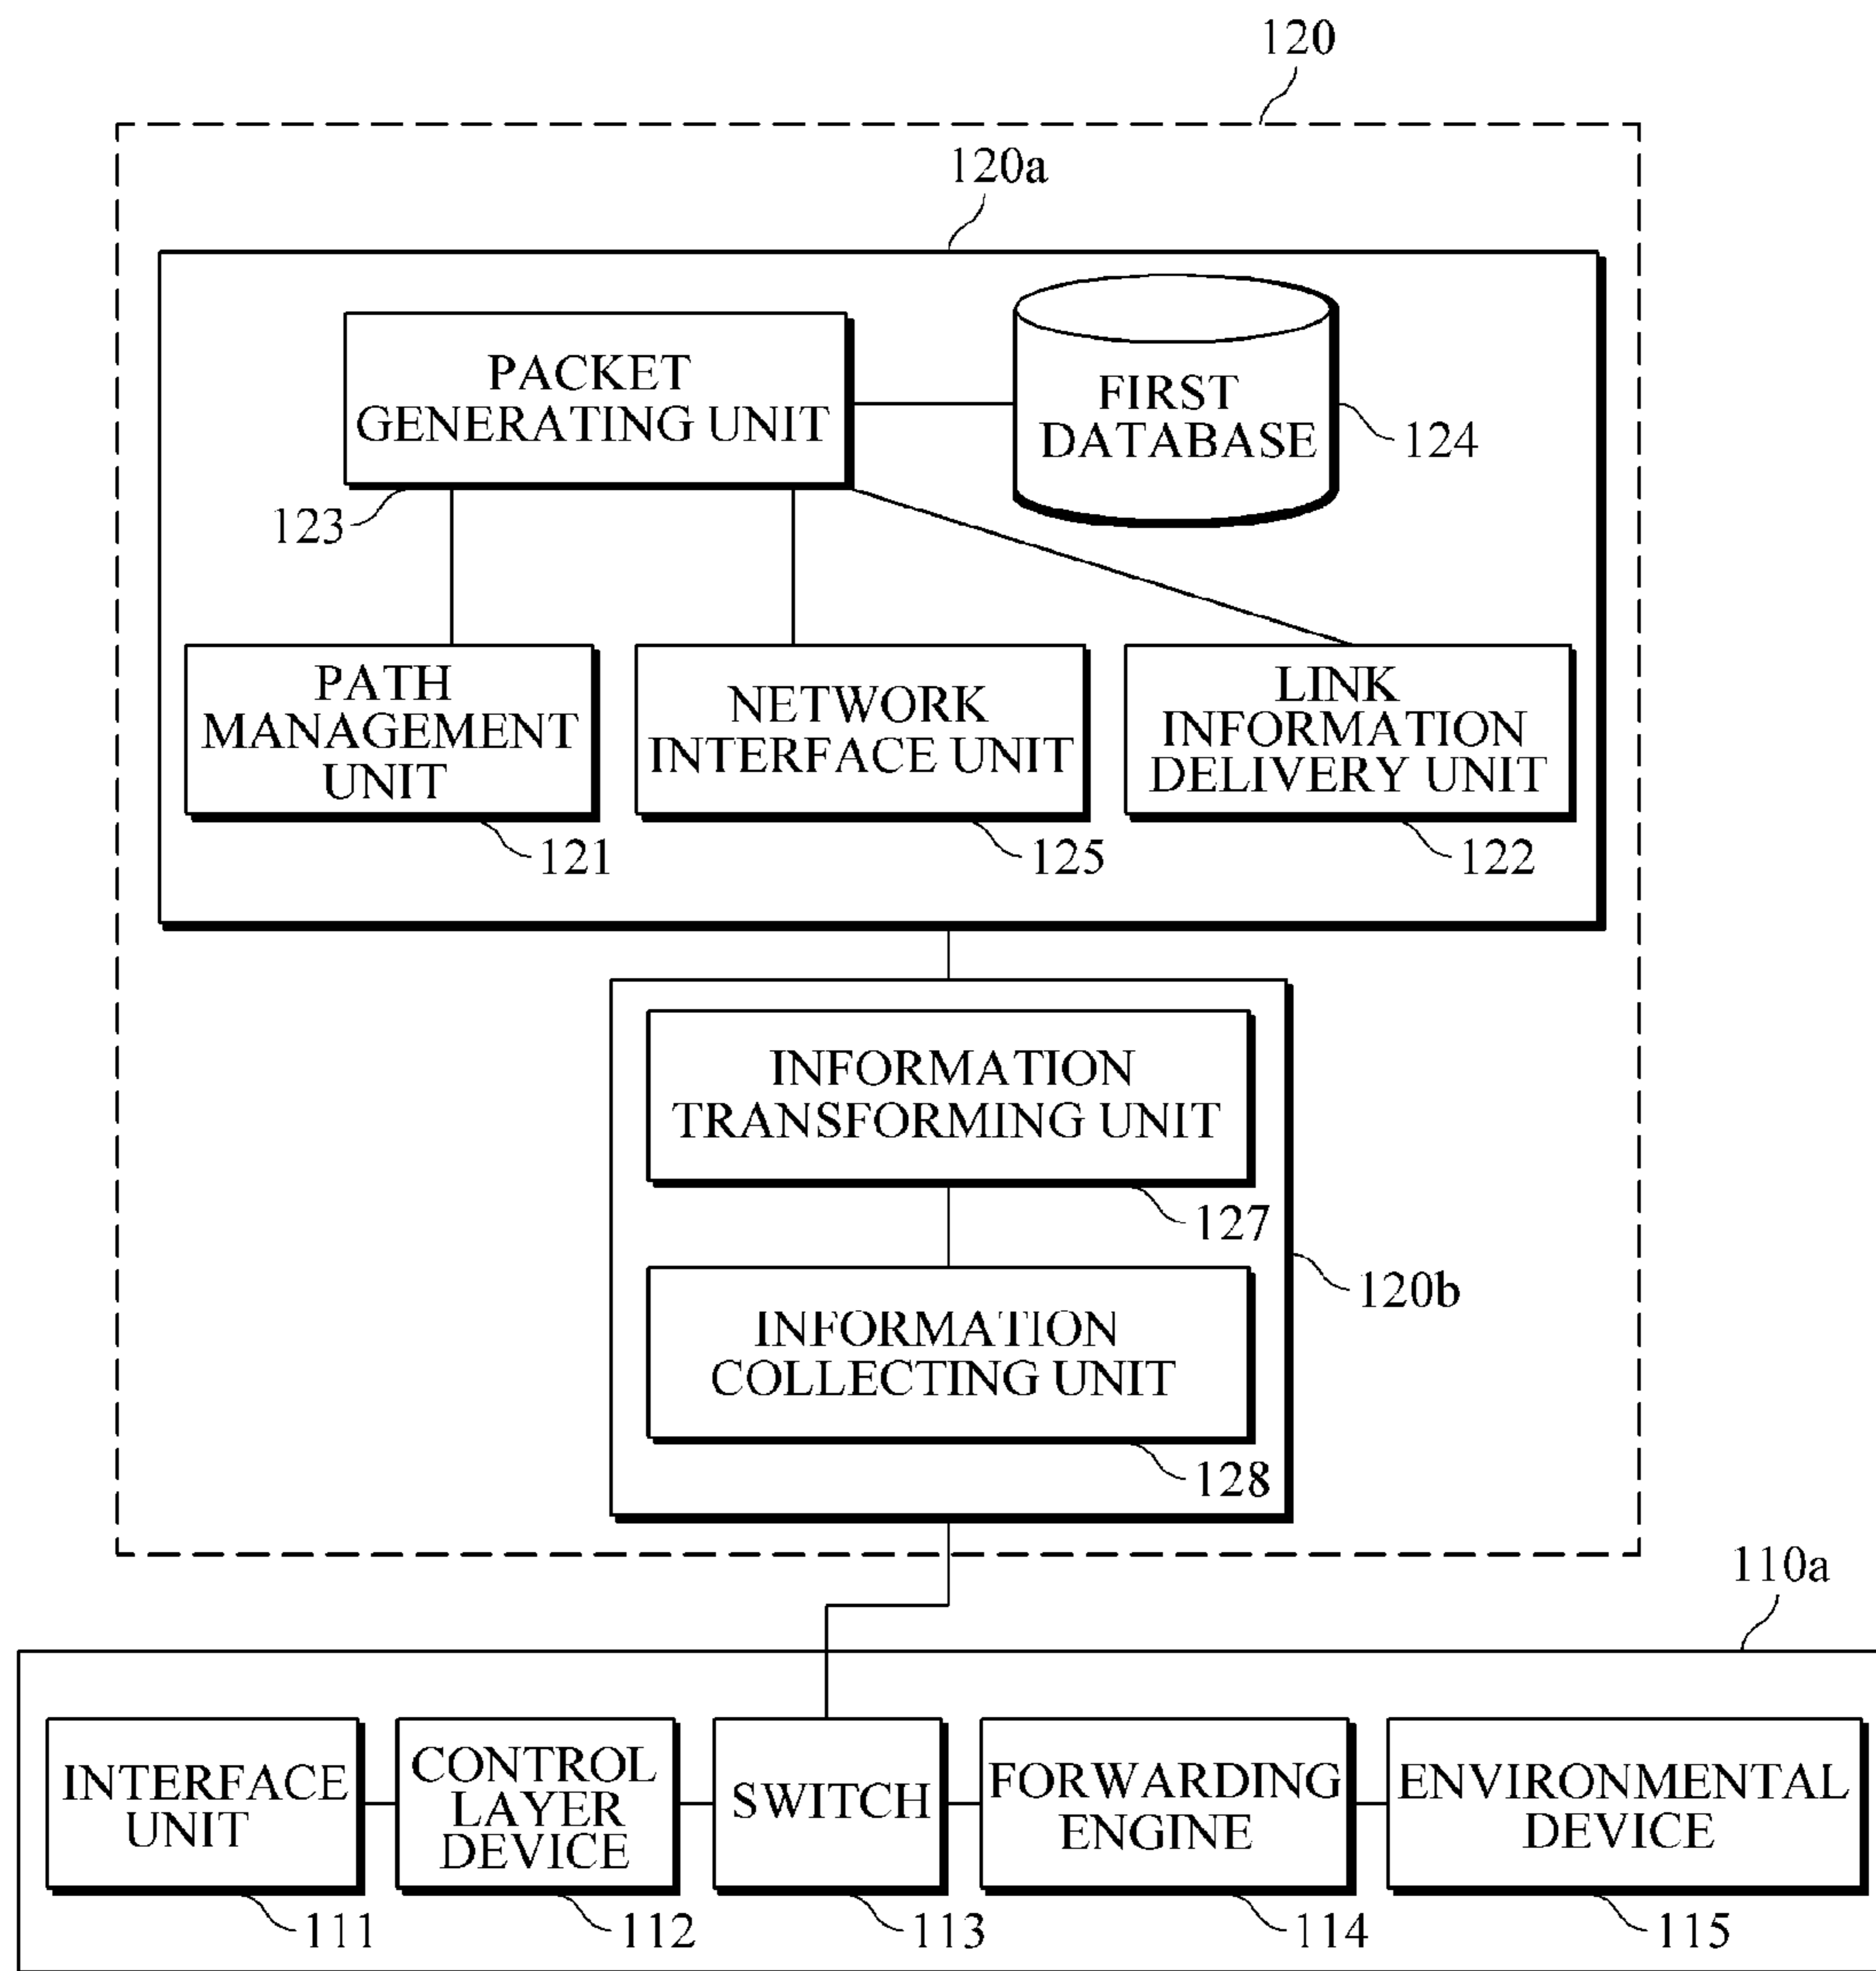 120
120a
PACKET
GENERATING UNIT
123
FIRST
DATABASE
124
PATH
MANAGEMENT
UNIT
121
NETWORK
INTERFACE UNIT
125
LINK
INFORMATION
DELIVERY UNIT
122
INFORMATION
TRANSFORMING UNIT
127
120b
INFORMATION
COLLECTING UNIT
128
110a
INTERFACE
UNIT
111
CONTROL
LAYER
DEVICE
112
SWITCH
113
FORWARDING
ENGINE
114
ENVIRONMENTAL
DEVICE
115